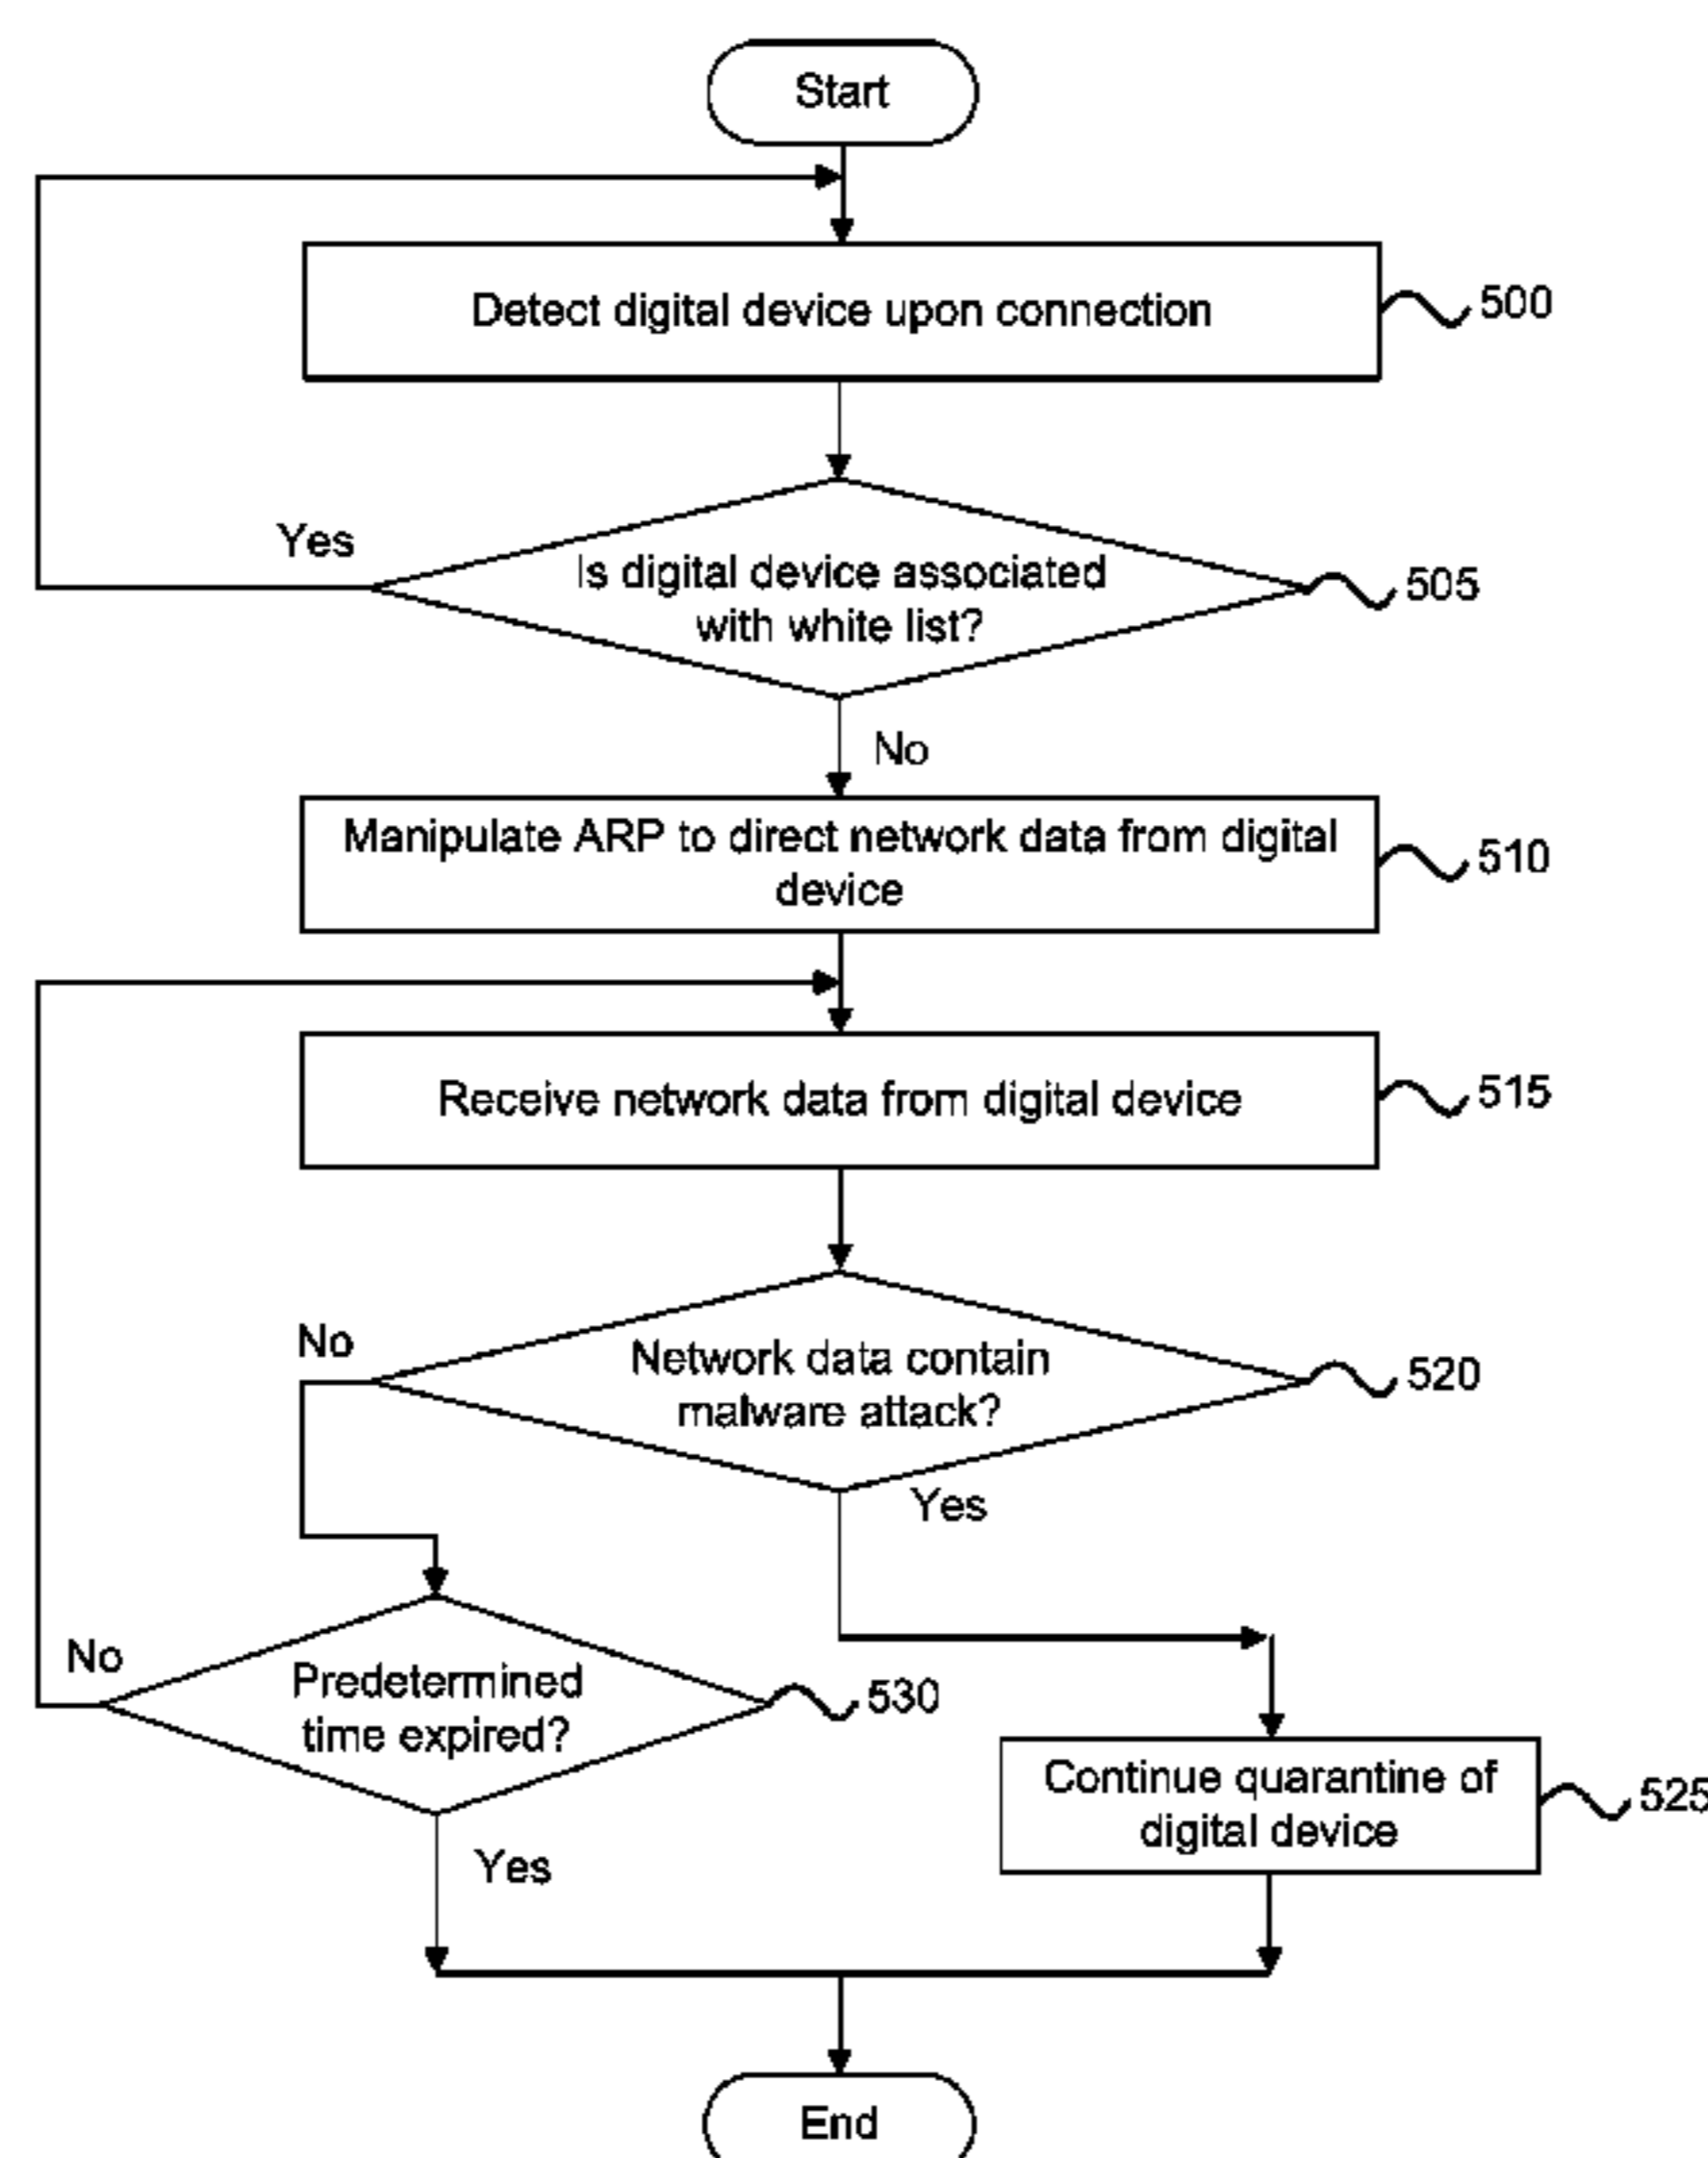 Start
Detect digital device upon connection
500
Yes
Is digital device associated
with white list?
505
No
Manipulate ARP to direct network data from digital
device
510
Receive network data from digital device
515
No
Network data contain
malware attack?
520
Yes
No
Predetermined
time expired?
530
Continue quarantine of
digital device
525
Yes
End